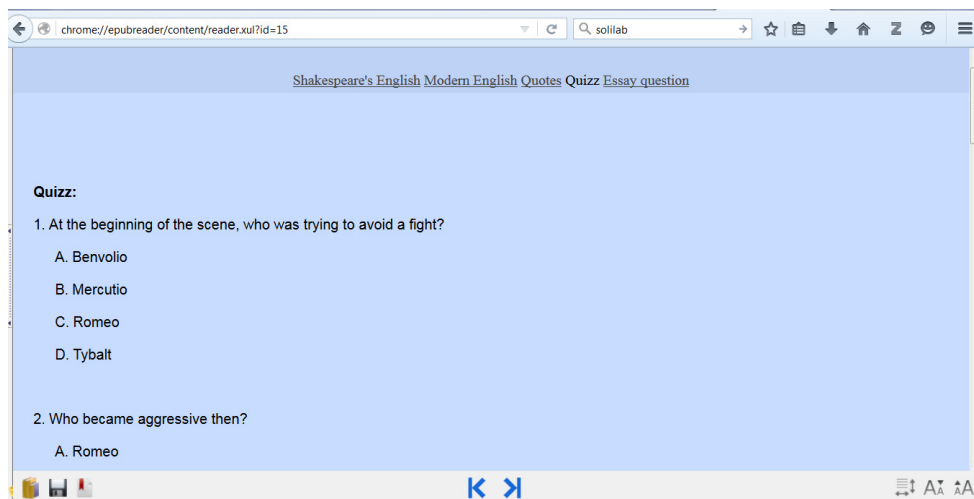 chrome://epubreader/content/reader.xul?id=15
solilab
Shakespeare's English Modern English Quotes Quizz Essay question
Quizz:
1. At the beginning of the scene, who was trying to avoid a fight?
A. Benvolio
B. Mercutio
C. Romeo
D. Tybalt
2. Who became aggressive then?
A. Romeo